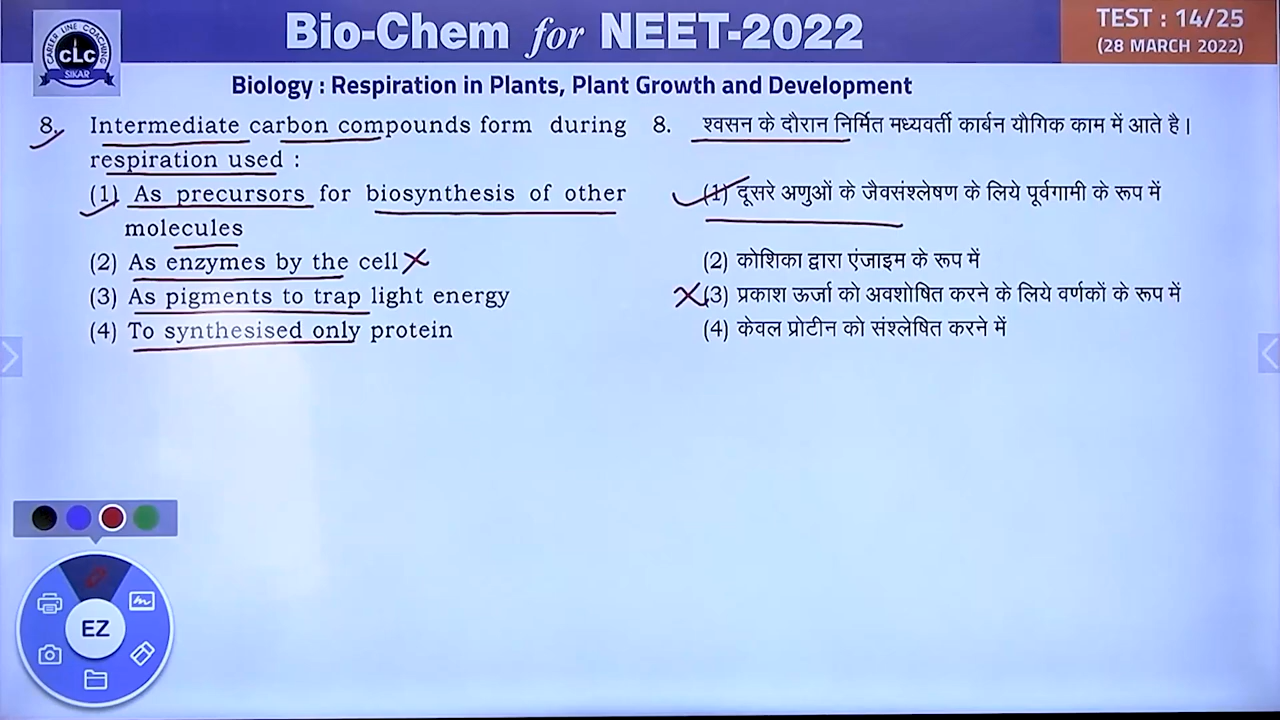 Bio-Chem for NEET-2022
TEST : 14/25
(28 MARCH 2022)
CAREER LINE COACHING
CLC
SIKAR
Biology : Respiration in Plants, Plant Growth and Development
8. Intermediate carbon compounds form during
respiration used :
(1) As precursors for biosynthesis of other
molecules
(2) As enzymes by the cell
(3) As pigments to trap light energy
(4) To synthesised only protein
8. श्वसन के दौरान निर्मित मध्यवर्ती कार्बन यौगिक काम में आते है।
(1) दूसरे अणुओं के जैवसंश्लेषण के लिये पूर्वगामी के रूप में
(2) कोशिका द्वारा एंजाइम के रूप में
(3) प्रकाश ऊर्जा को अवशोषित करने के लिये वर्णकों के रूप में
(4) केवल प्रोटीन को संश्लेषित करने में
EZ